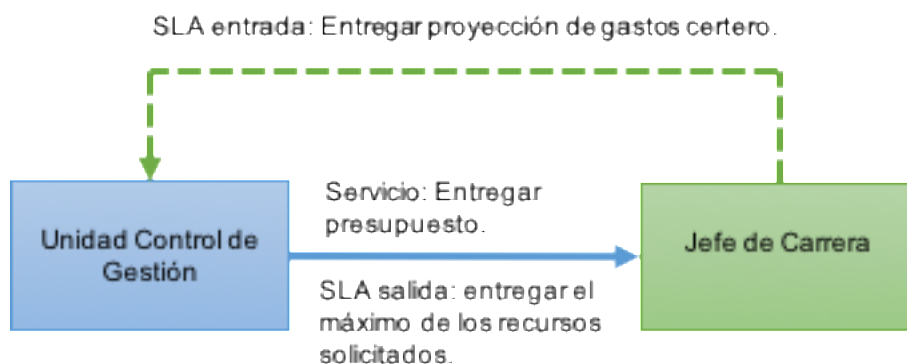 SLA entrada: Entregar proyección de gastos certero.
Servicio: Entregar
presupuesto.
Unidad Control de
Gestión
Jefe de Carrera
SLA salida: entregar el
máximo de los recursos
solicitados.